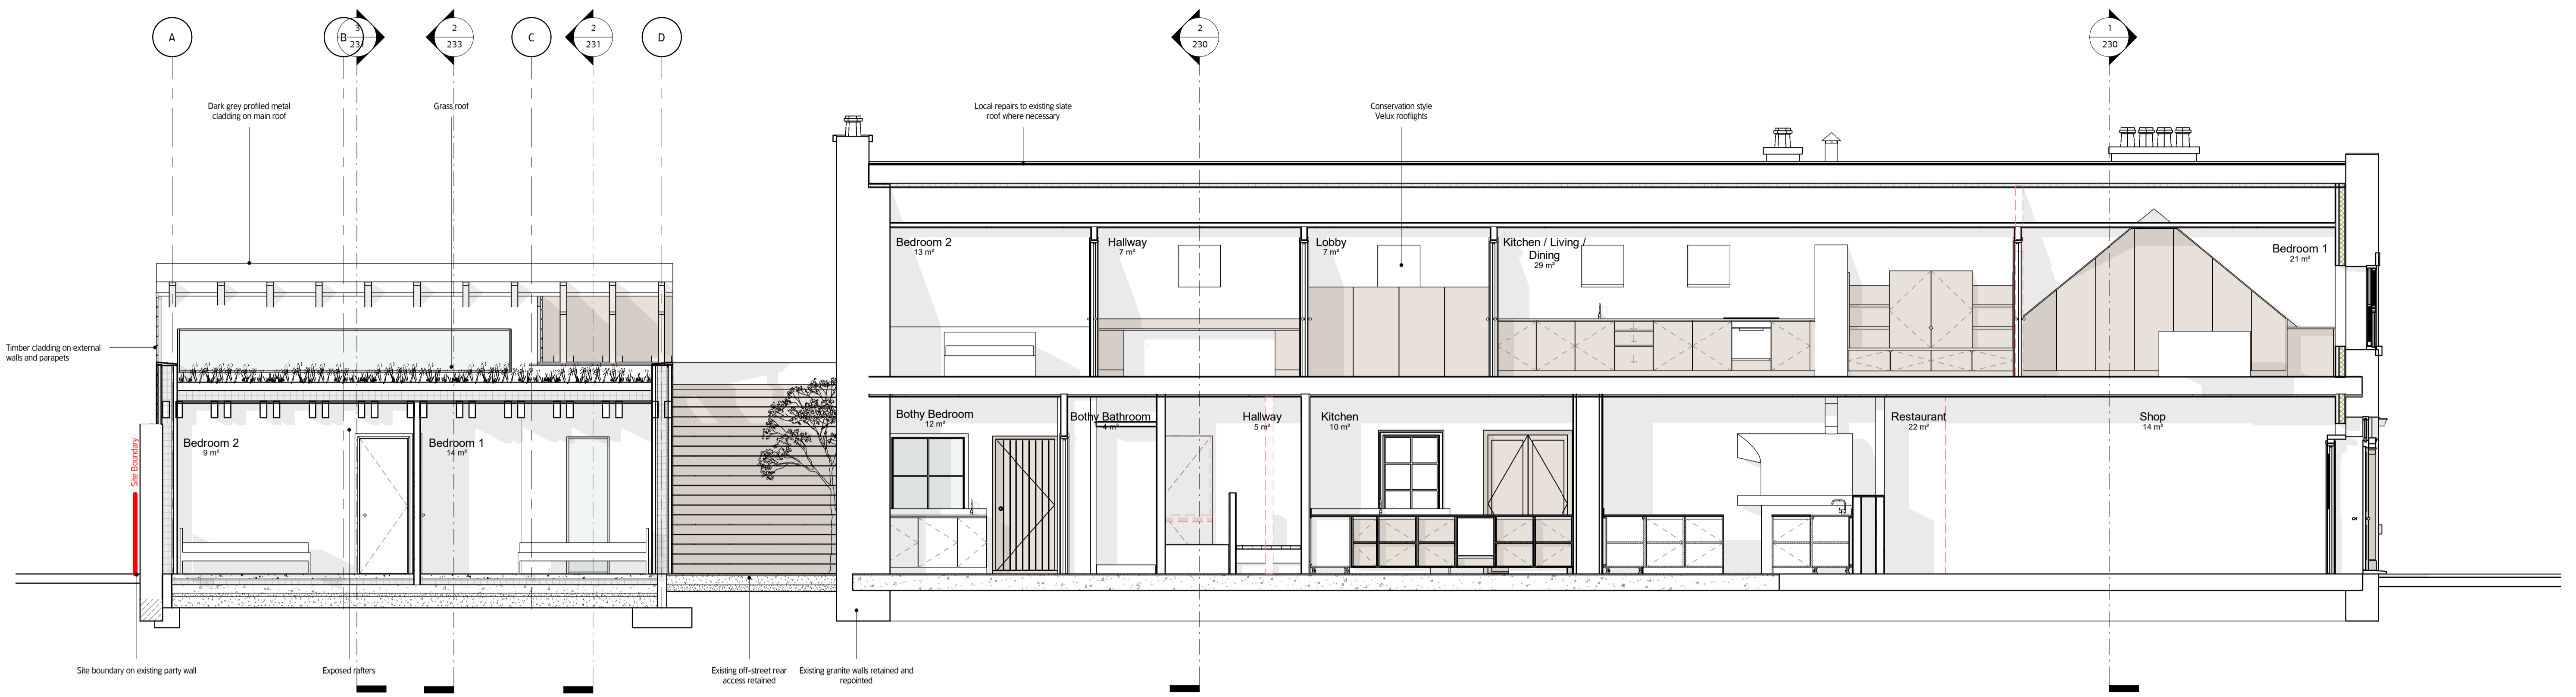 A
B
3
231
2
233
C
2
231
D
2
230
1
230
Dark grey profiled metal
cladding on main roof
Grass roof
Local repairs to existing slate
roof where necessary
Conservation style
Velux rooflights
Bedroom 2
13 m²
Hallway
7 m²
Lobby
7 m²
Kitchen / Living /
Dining
29 m²
Bedroom 1
21 m²
Timber cladding on external
walls and parapets
Bedroom 2
9 m²
Bedroom 1
14 m²
Bothy Bedroom
12 m²
Bothy Bathroom
4 m²
Hallway
5 m²
Kitchen
10 m²
Restaurant
22 m²
Shop
14 m²
Site Boundary
Site boundary on existing party wall
Exposed rafters
Existing off-street rear
access retained
Existing granite walls retained and
repointed